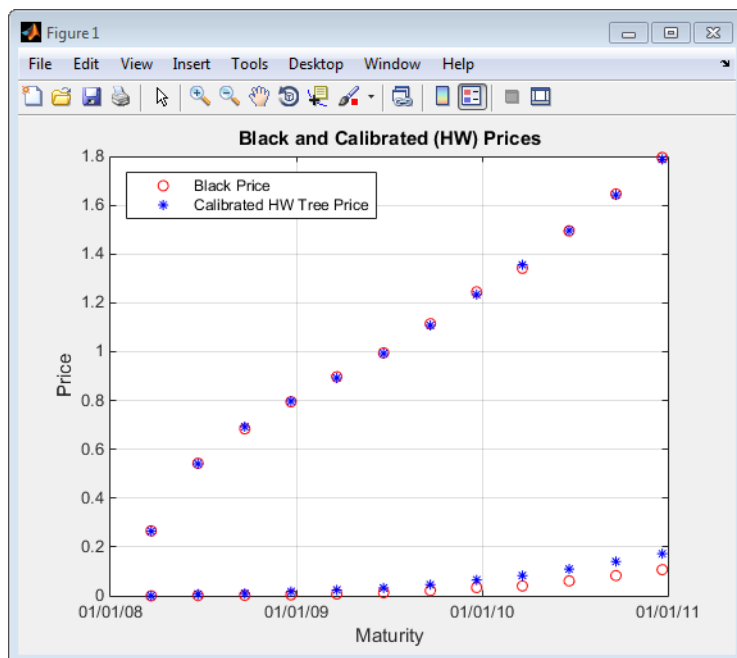 Figure 1
File Edit View Insert Tools Desktop Window Help
Black and Calibrated (HW) Prices
1.8
Black Price
Calibrated HW Tree Price
1.6
1.4
1.2
1
0.8
0.6
0.4
0.2
0
Price
01/01/08 01/01/09 01/01/10 01/01/11
Maturity